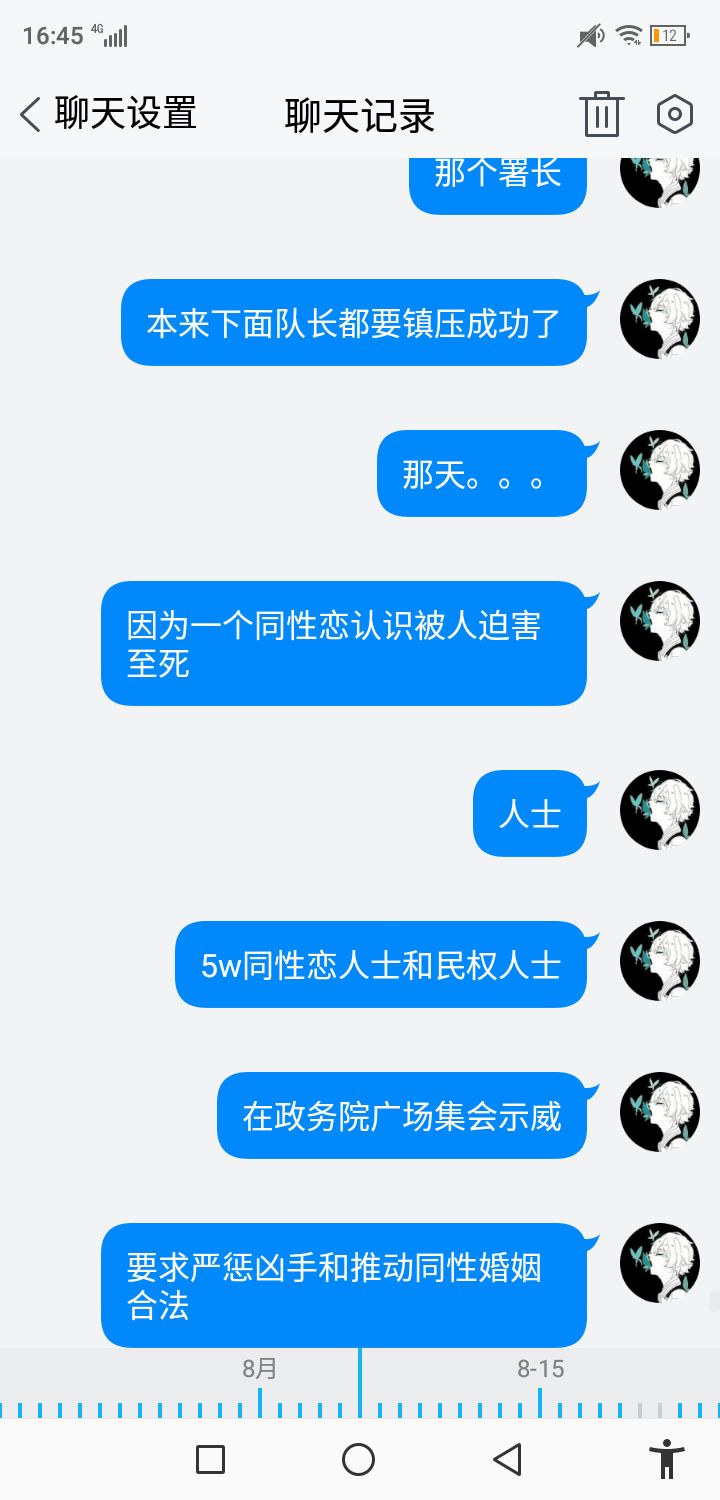 16:45 4G 12
聊天设置 聊天记录
那个署长
本来下面队长都要镇压成功了
那天。。。
因为一个同性恋认识被人迫害
至死
人士
5w同性恋人士和民权人士
在政务院广场集会示威
要求严惩凶手和推动同性婚姻
合法
8月 8-15